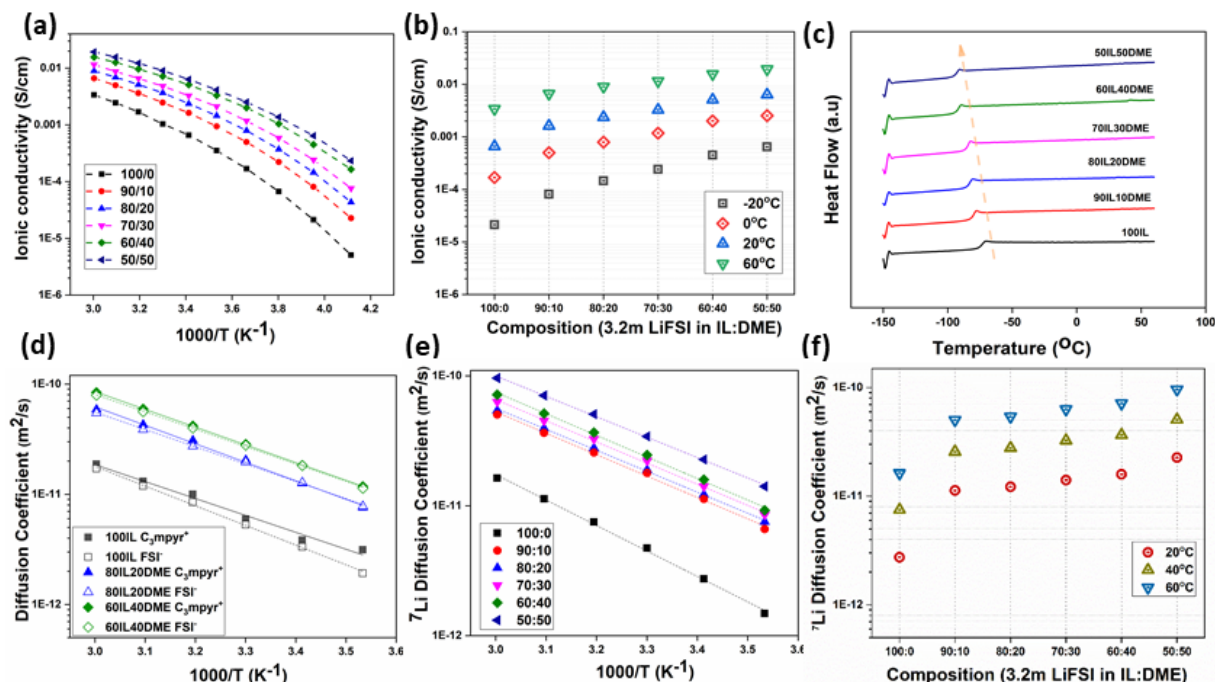 (a)
Ionic conductivity (S/cm)
0.01
0.001
1E-4
1E-5
1E-6
100/0
90/10
80/20
70/30
60/40
50/50
3.0 3.2 3.4 3.6 3.8 4.0 4.2
1000/T (K⁻¹)
(b)
Ionic conductivity (S/cm)
0.1
0.01
0.001
1E-4
1E-5
1E-6
-20°C
0°C
20°C
60°C
100:0 90:10 80:20 70:30 60:40 50:50
Composition (3.2m LiFSI in IL:DME)
(c)
Heat Flow (a.u)
50IL50DME
60IL40DME
70IL30DME
80IL20DME
90IL10DME
100IL
-150 -100 -50 0 50 100
Temperature (°C)
(d)
Diffusion Coefficient (m²/s)
1E-10
1E-11
1E-12
100IL C₃mpyr⁺
100IL FSI⁻
80IL20DME C₃mpyr⁺
80IL20DME FSI⁻
60IL40DME C₃mpyr⁺
60IL40DME FSI⁻
3.0 3.1 3.2 3.3 3.4 3.5 3.6
1000/T (K⁻¹)
(e)
⁷Li Diffusion Coefficient (m²/s)
1E-10
1E-11
1E-12
100:0
90:10
80:20
70:30
60:40
50:50
3.0 3.1 3.2 3.3 3.4 3.5 3.6
1000/T (K⁻¹)
(f)
⁷Li Diffusion Coefficient (m²/s)
1E-10
1E-11
1E-12
20°C
40°C
60°C
100:0 90:10 80:20 70:30 60:40 50:50
Composition (3.2m LiFSI in IL:DME)